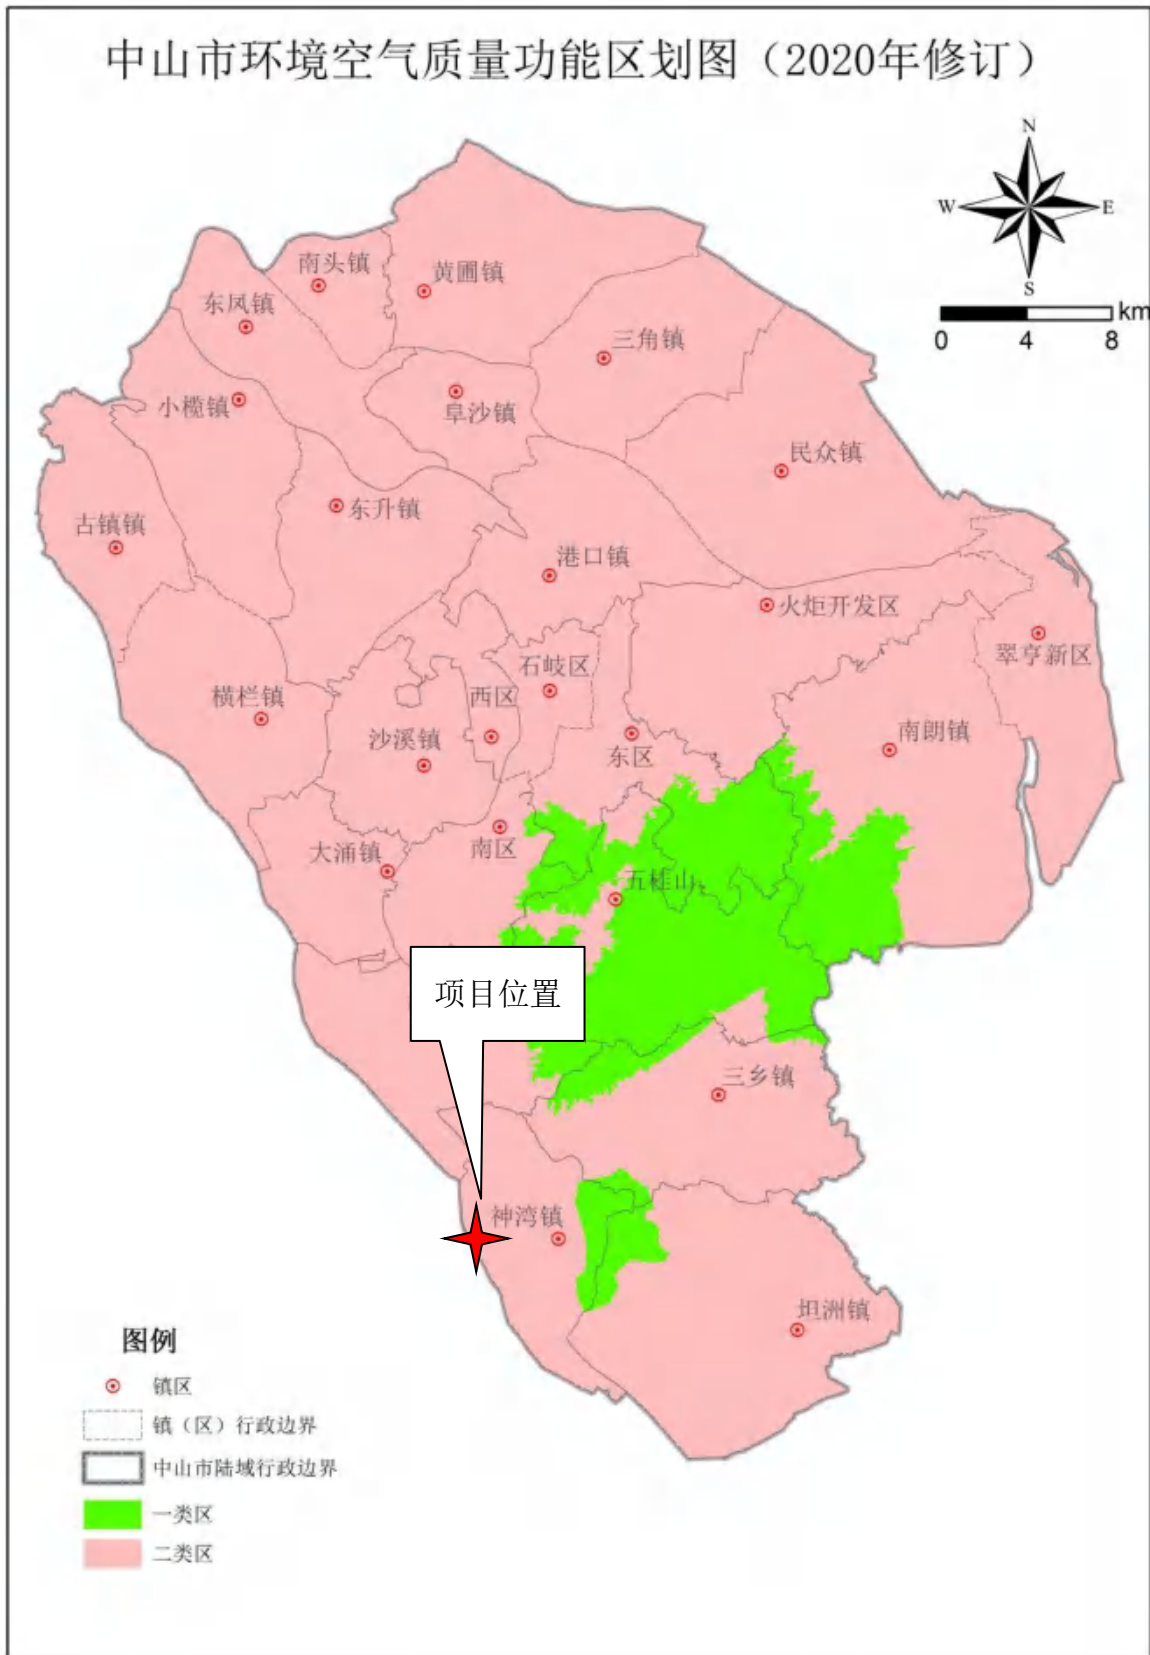 中山市环境空气质量功能区划图（2020年修订）
N
W
E
S
km
0
4
8
南头镇
黄圃镇
东凤镇
三角镇
小榄镇
阜沙镇
民众镇
东升镇
古镇镇
港口镇
火炬开发区
翠亨新区
石岐区
西区
横栏镇
沙溪镇
东区
南朗镇
南区
大涌镇
五桂山
项目位置
三乡镇
神湾镇
坦洲镇
图例
镇区
镇（区）行政边界
中山市陆域行政边界
一类区
二类区